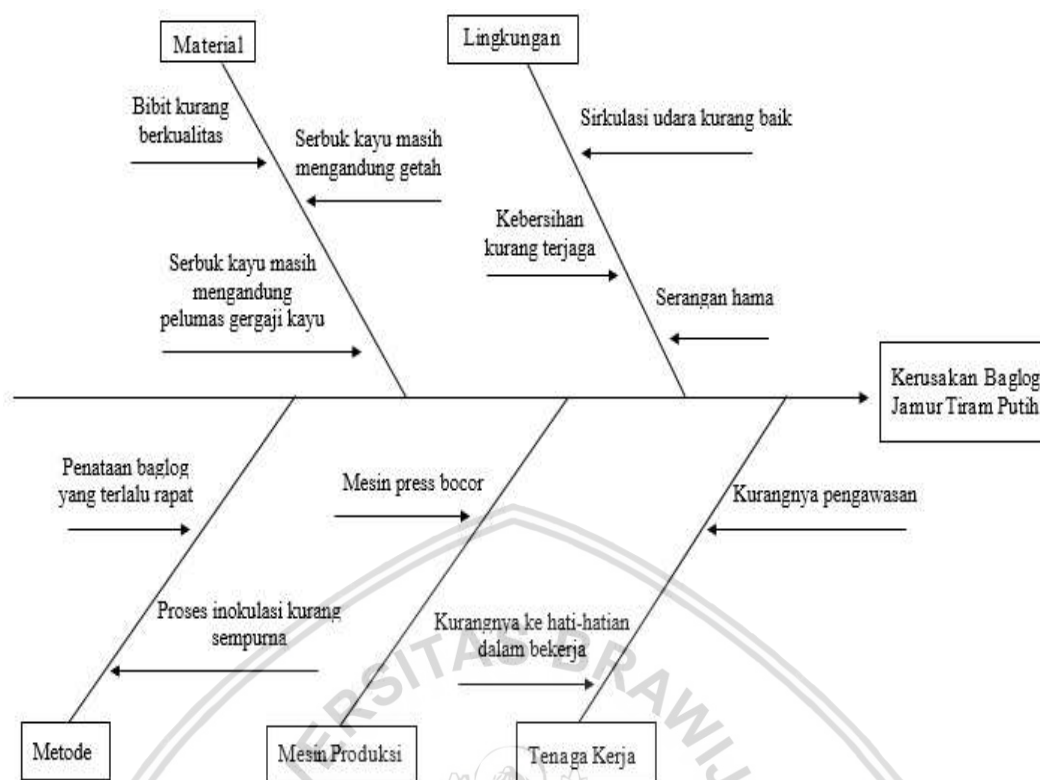 Material
Lingkungan
Bibit kurang
berkualitas
Serbuk kayu masih
mengandung getah
Sirkulasi udara kurang baik
Kebersihan
kurang terjaga
Serbuk kayu masih
mengandung
pelumas gergaji kayu
Serangan hama
Kerusakan Baglog
Jamur Tiram Putih
Penataan baglog
yang terlalu rapat
Mesin press bocor
Kurangnya pengawasan
Proses inokulasi kurang
sempurna
Kurangnya ke hati-hatian
dalam bekerja
Metode
Mesin Produksi
Tenaga Kerja
ERSITAS BRAWIJ